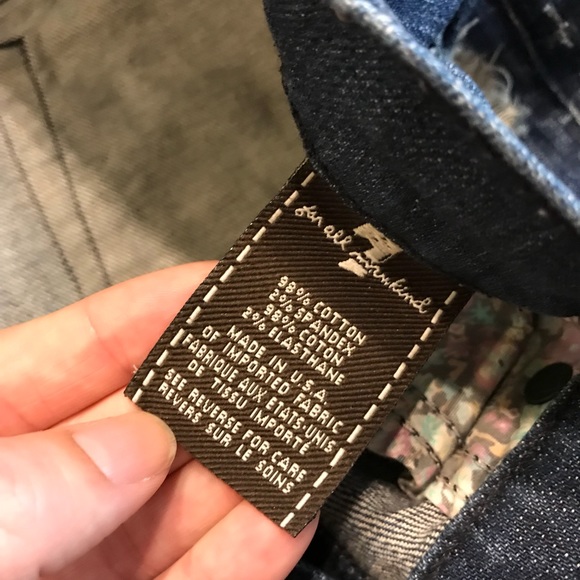 7
for all mankind
98% COTTON
2% SPANDEX
98% COTON
2% ELASTHANE
MADE IN U.S.A.
OF IMPORTED FABRIC
FABRIQUE AUX ETATS-UNIS
DE TISSU IMPORTE
SEE REVERSE FOR CARE
REVERS SUR LE SOINS